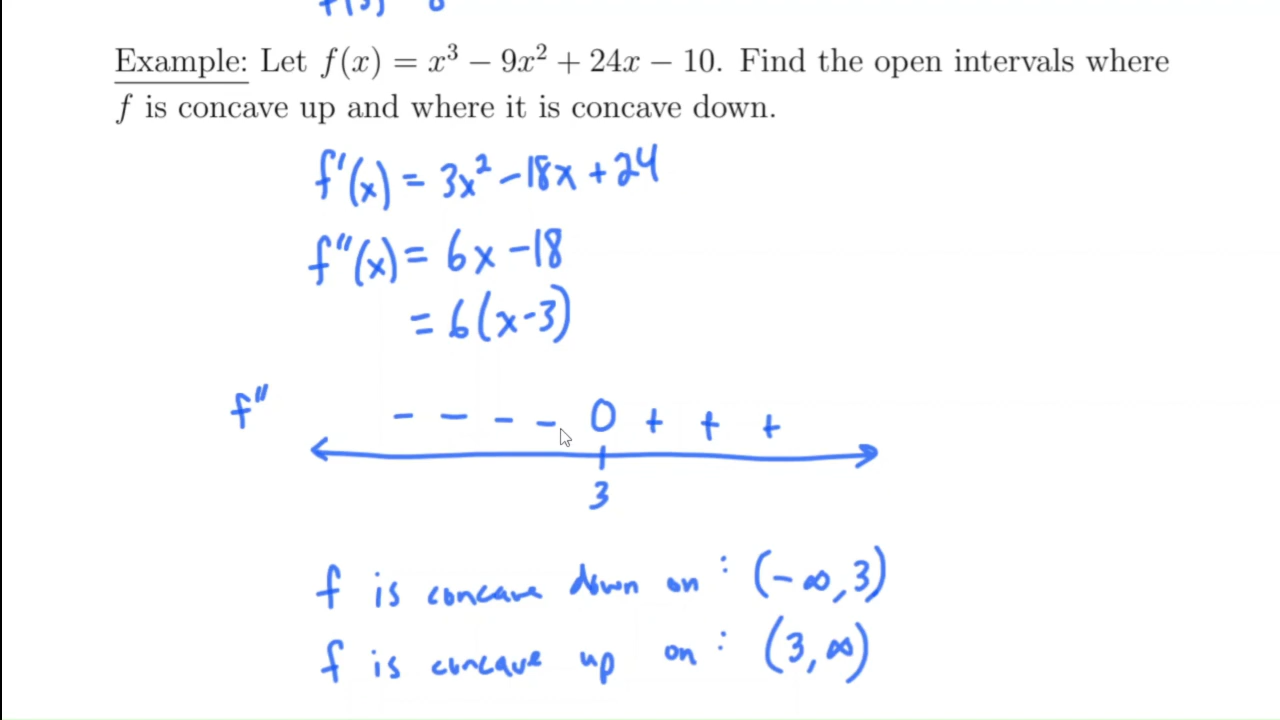 Example: Let f(x) = x³ − 9x² + 24x − 10. Find the open intervals where
f is concave up and where it is concave down.
f'(x) = 3x² − 18x + 24
f''(x) = 6x − 18
= 6(x−3)
f'' − − − − 0 + + +
3
f is concave down on : (−∞, 3)
f is concave up on : (3, ∞)